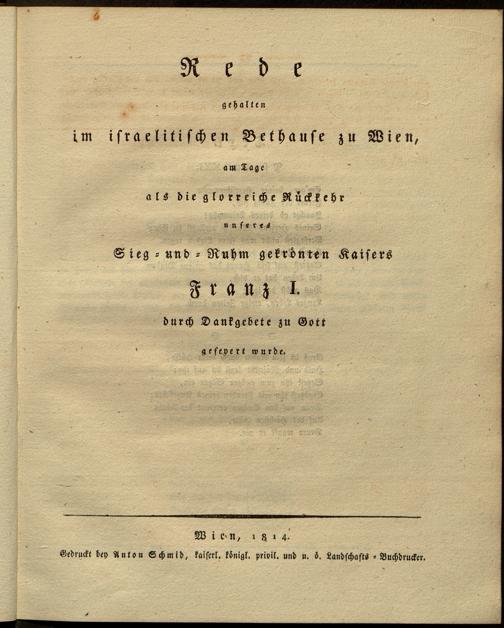 Rede
gehalten
im israelitischen Bethause zu Wien,
am Tage
als die glorreiche Rückkehr
unseres
Sieg-und-Ruhm gekrönten Kaisers
Franz I.
durch Dankgebete zu Gott
gefeyert wurde.
Wien, 1814.
Gedruckt bey Anton Schmid, kaiserl. königl. privil. und n. ö. Landschafts-Buchdrucker.